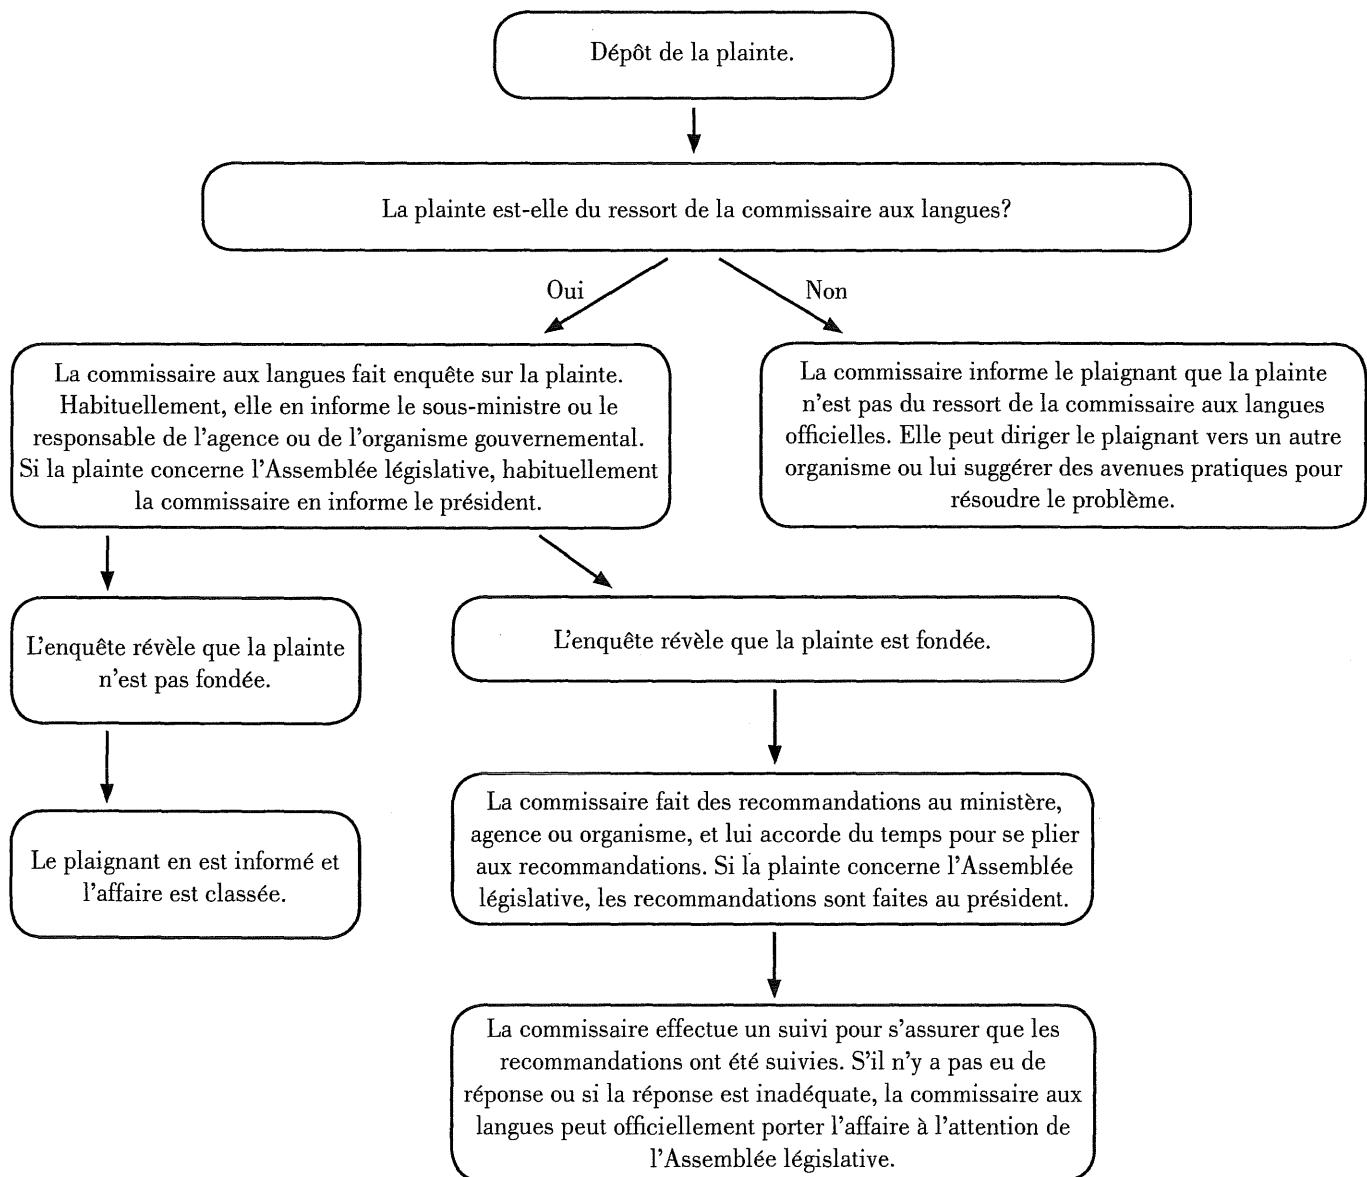 Dépôt de la plainte.
La plainte est-elle du ressort de la commissaire aux langues?
Oui
Non
La commissaire aux langues fait enquête sur la plainte.
Habituellement, elle en informe le sous-ministre ou le
responsable de l'agence ou de l'organisme gouvernemental.
Si la plainte concerne l'Assemblée législative, habituellement
la commissaire en informe le président.
La commissaire informe le plaignant que la plainte
n'est pas du ressort de la commissaire aux langues
officielles. Elle peut diriger le plaignant vers un autre
organisme ou lui suggérer des avenues pratiques pour
résoudre le problème.
L'enquête révèle que la plainte
n'est pas fondée.
L'enquête révèle que la plainte est fondée.
Le plaignant en est informé et
l'affaire est classée.
La commissaire fait des recommandations au ministère,
agence ou organisme, et lui accorde du temps pour se plier
aux recommandations. Si la plainte concerne l'Assemblée
législative, les recommandations sont faites au président.
La commissaire effectue un suivi pour s'assurer que les
recommandations ont été suivies. S'il n'y a pas eu de
réponse ou si la réponse est inadéquate, la commissaire aux
langues peut officiellement porter l'affaire à l'attention de
l'Assemblée législative.